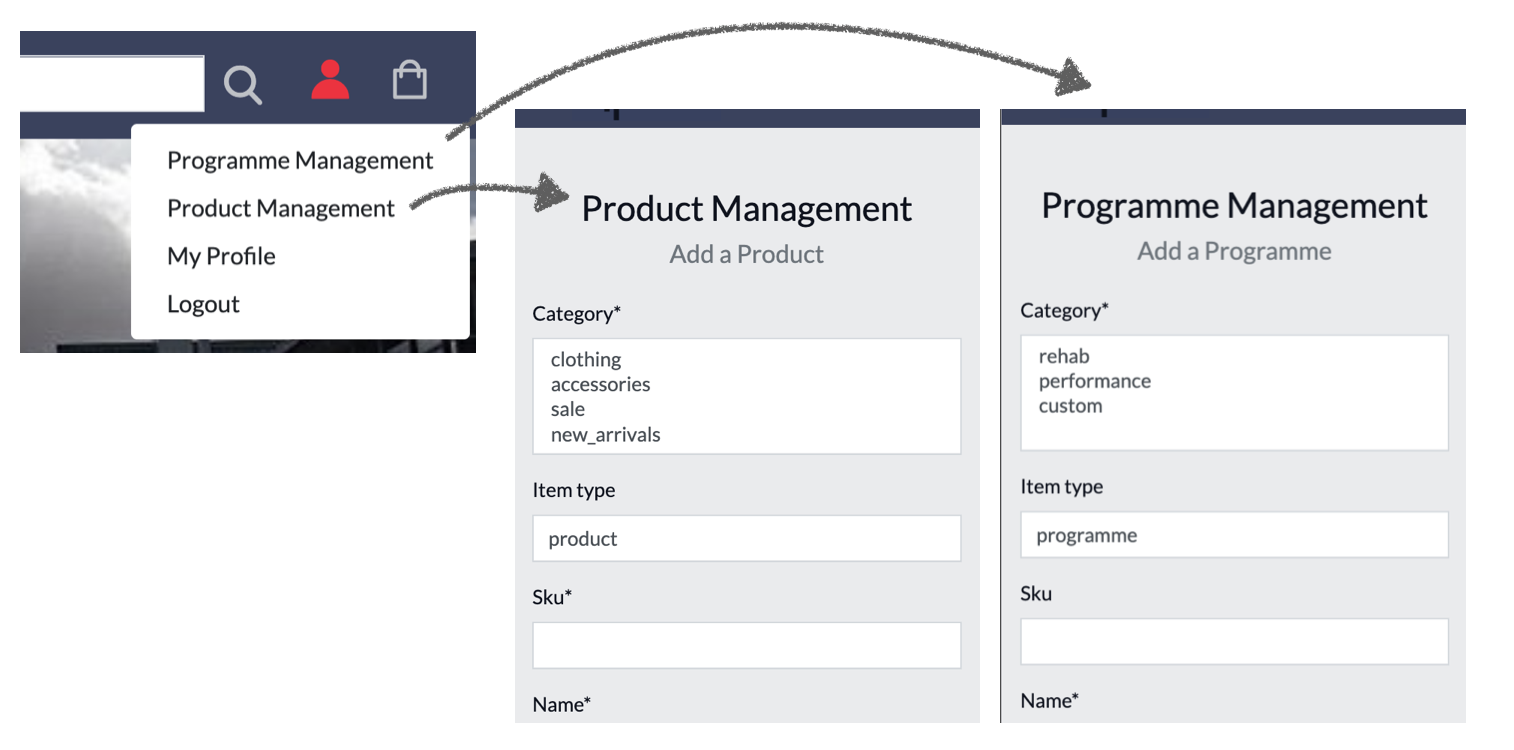 Programme Management
Product Management
My Profile
Logout
Product Management
Add a Product
Category*
clothing
accessories
sale
new_arrivals
Item type
product
Sku*
Name*
Programme Management
Add a Programme
Category*
rehab
performance
custom
Item type
programme
Sku
Name*